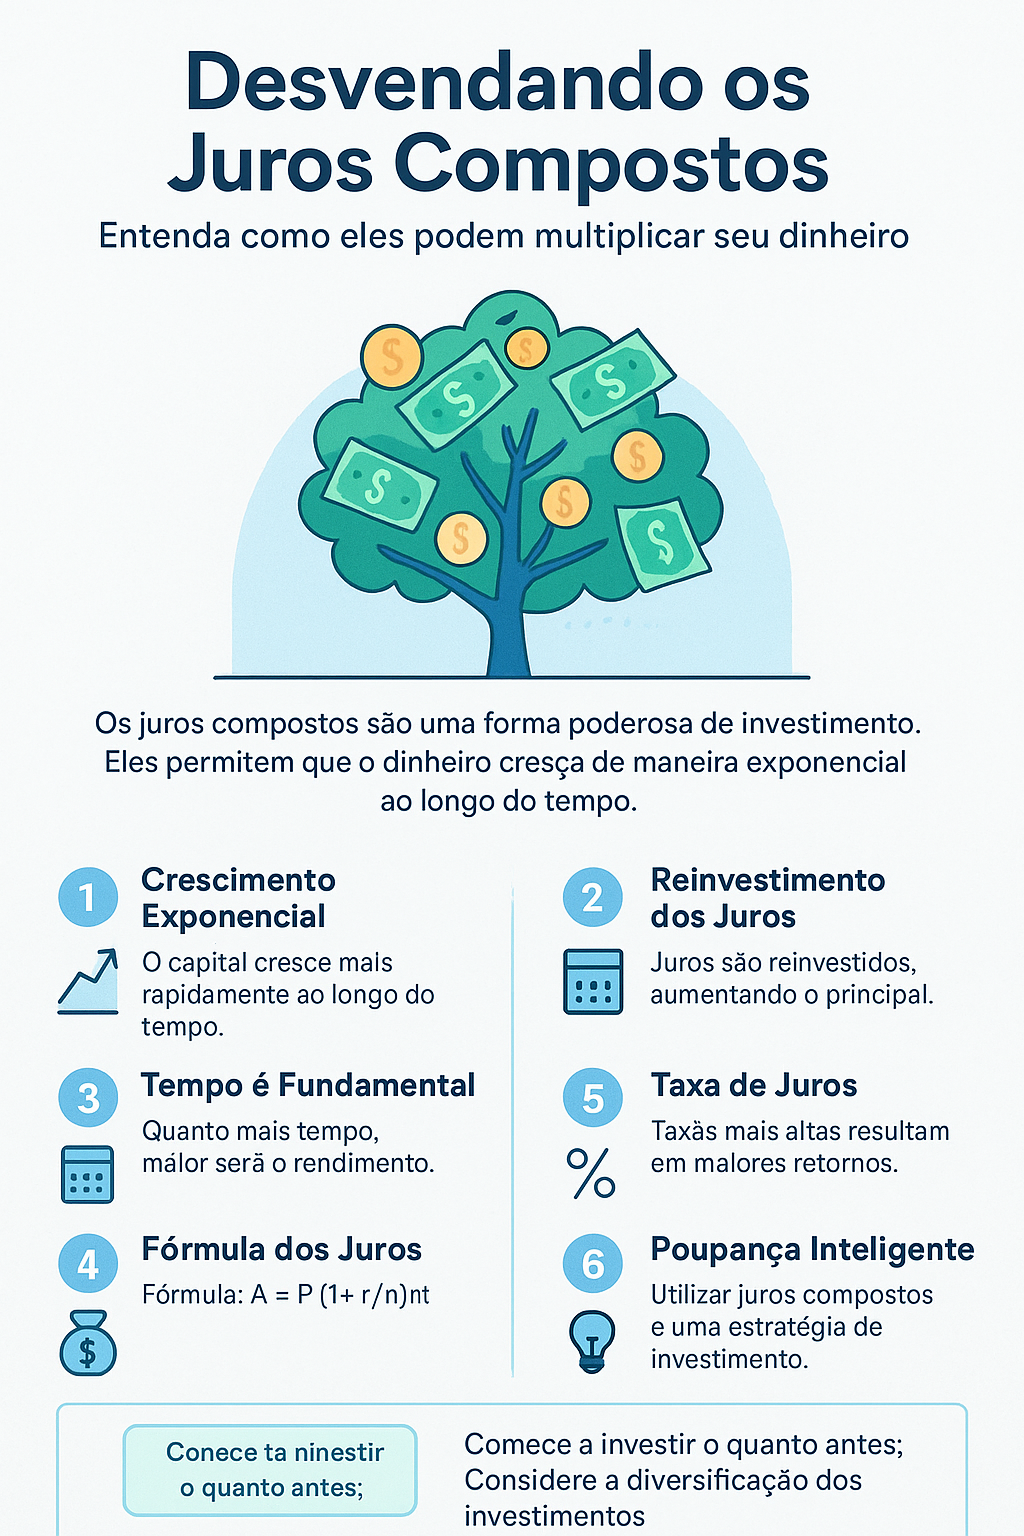 Desvendando os
Juros Compostos
Entenda como eles podem multiplicar seu dinheiro
Os juros compostos são uma forma poderosa de investimento.
Eles permitem que o dinheiro cresça de maneira exponencial
ao longo do tempo.
1
Crescimento
Exponencial
O capital cresce mais
rapidamente ao longo do
tempo.
2
Reinvestimento
dos Juros
Juros são reinvestidos,
aumentando o principal.
3
Tempo é Fundamental
Quanto mais tempo,
málor serä o rendimento.
5
Taxa de Juros
Taxàs mais altas resultam
em malores retornos.
%
4
Fórmula dos Juros
Fórmula: A = P (1+ r/n)nt
$
6
Poupança Inteligente
Utilizar juros compostos
e uma estratégia de
investimento.
Conece ta ninestir
o quanto antes;
Comece a investir o quanto antes;
Considere a diversificação dos
investimentos